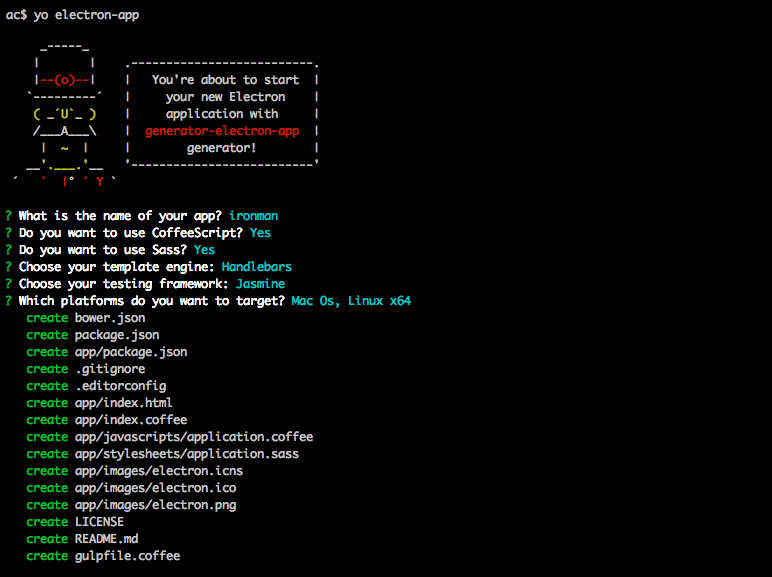 ac$ yo electron-app
     _-----_
    |       |    .--------------------------.
    |--(o)--|    |   You're about to start  |
   `---------´   |     your new Electron    |
    ( _´U`_ )    |     application with     |
    /___A___\    |  generator-electron-app  |
     |  ~  |     |        generator!        |
   __'.___.'__   '--------------------------'
 ´   `  |° ´ Y `
? What is the name of your app? ironman
? Do you want to use CoffeeScript? Yes
? Do you want to use Sass? Yes
? Choose your template engine: Handlebars
? Choose your testing framework: Jasmine
? Which platforms do you want to target? Mac Os, Linux x64
   create bower.json
   create package.json
   create app/package.json
   create .gitignore
   create .editorconfig
   create app/index.html
   create app/index.coffee
   create app/javascripts/application.coffee
   create app/stylesheets/application.sass
   create app/images/electron.icns
   create app/images/electron.ico
   create app/images/electron.png
   create LICENSE
   create README.md
   create gulpfile.coffee